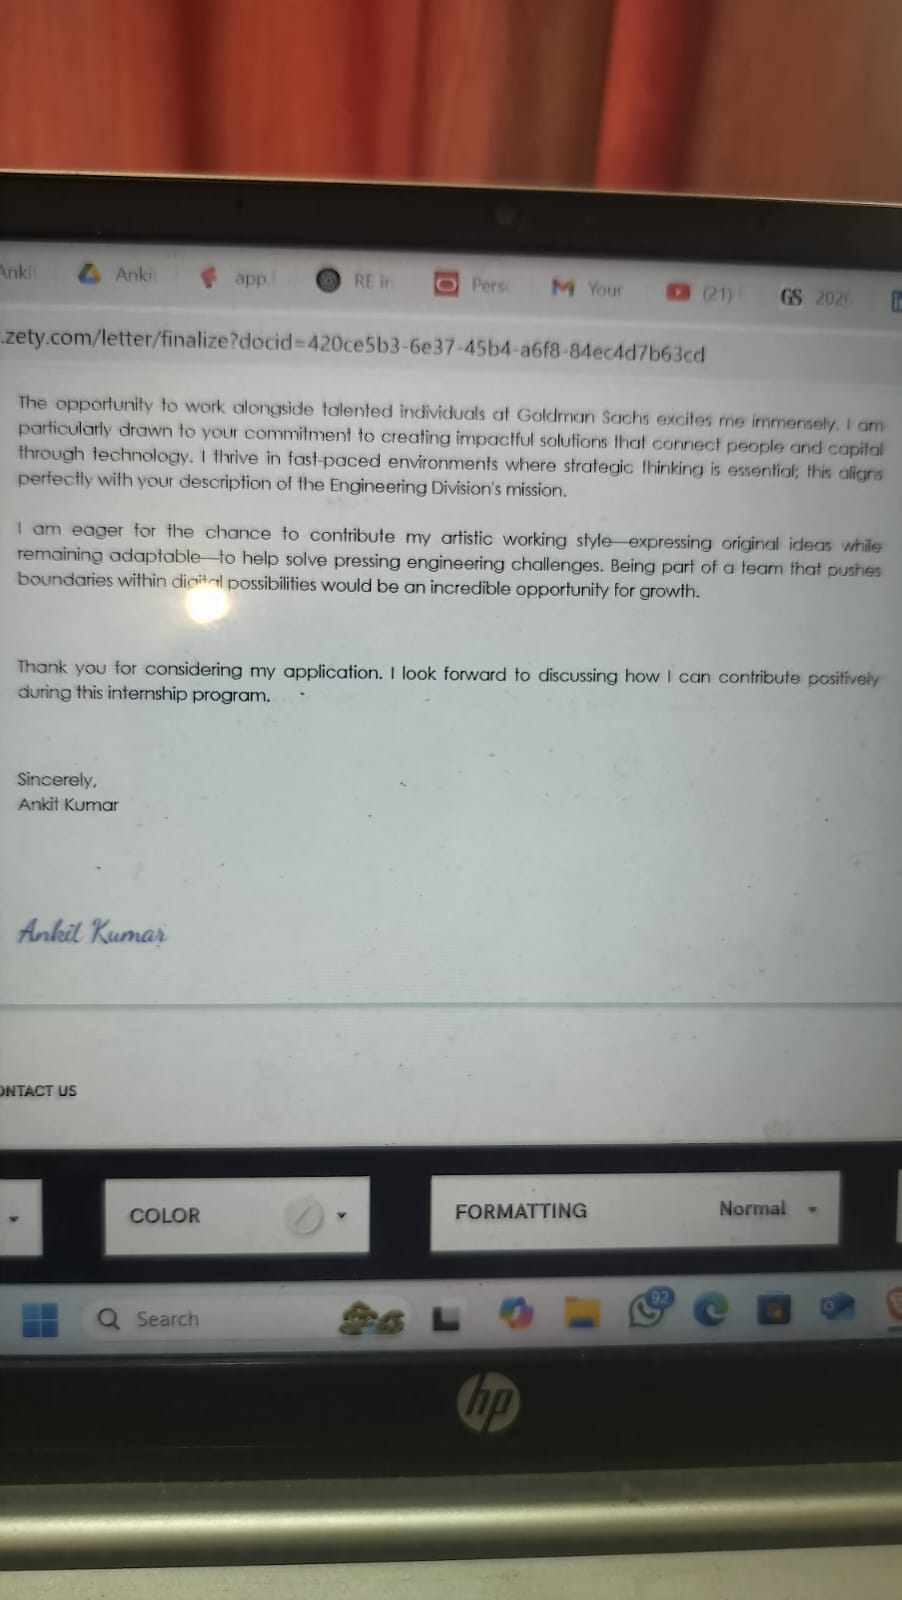 Anki
Anki
app.
RE in
Perso
Your
(21)
GS 2026
.zety.com/letter/finalize?docid=420ce5b3-6e37-45b4-a6f8-84ec4d7b63cd
The opportunity to work alongside talented individuals at Goldman Sachs excites me immensely. I am
particularly drawn to your commitment to creating impactful solutions that connect people and capital
through technology. I thrive in fast-paced environments where strategic thinking is essential; this aligns
perfectly with your description of the Engineering Division's mission.
I am eager for the chance to contribute my artistic working style—expressing original ideas while
remaining adaptable—to help solve pressing engineering challenges. Being part of a team that pushes
boundaries within digital possibilities would be an incredible opportunity for growth.
Thank you for considering my application. I look forward to discussing how I can contribute positively
during this internship program.
Sincerely,
Ankit Kumar
Ankit Kumar
ONTACT US
COLOR
FORMATTING Normal
Search
92
hp